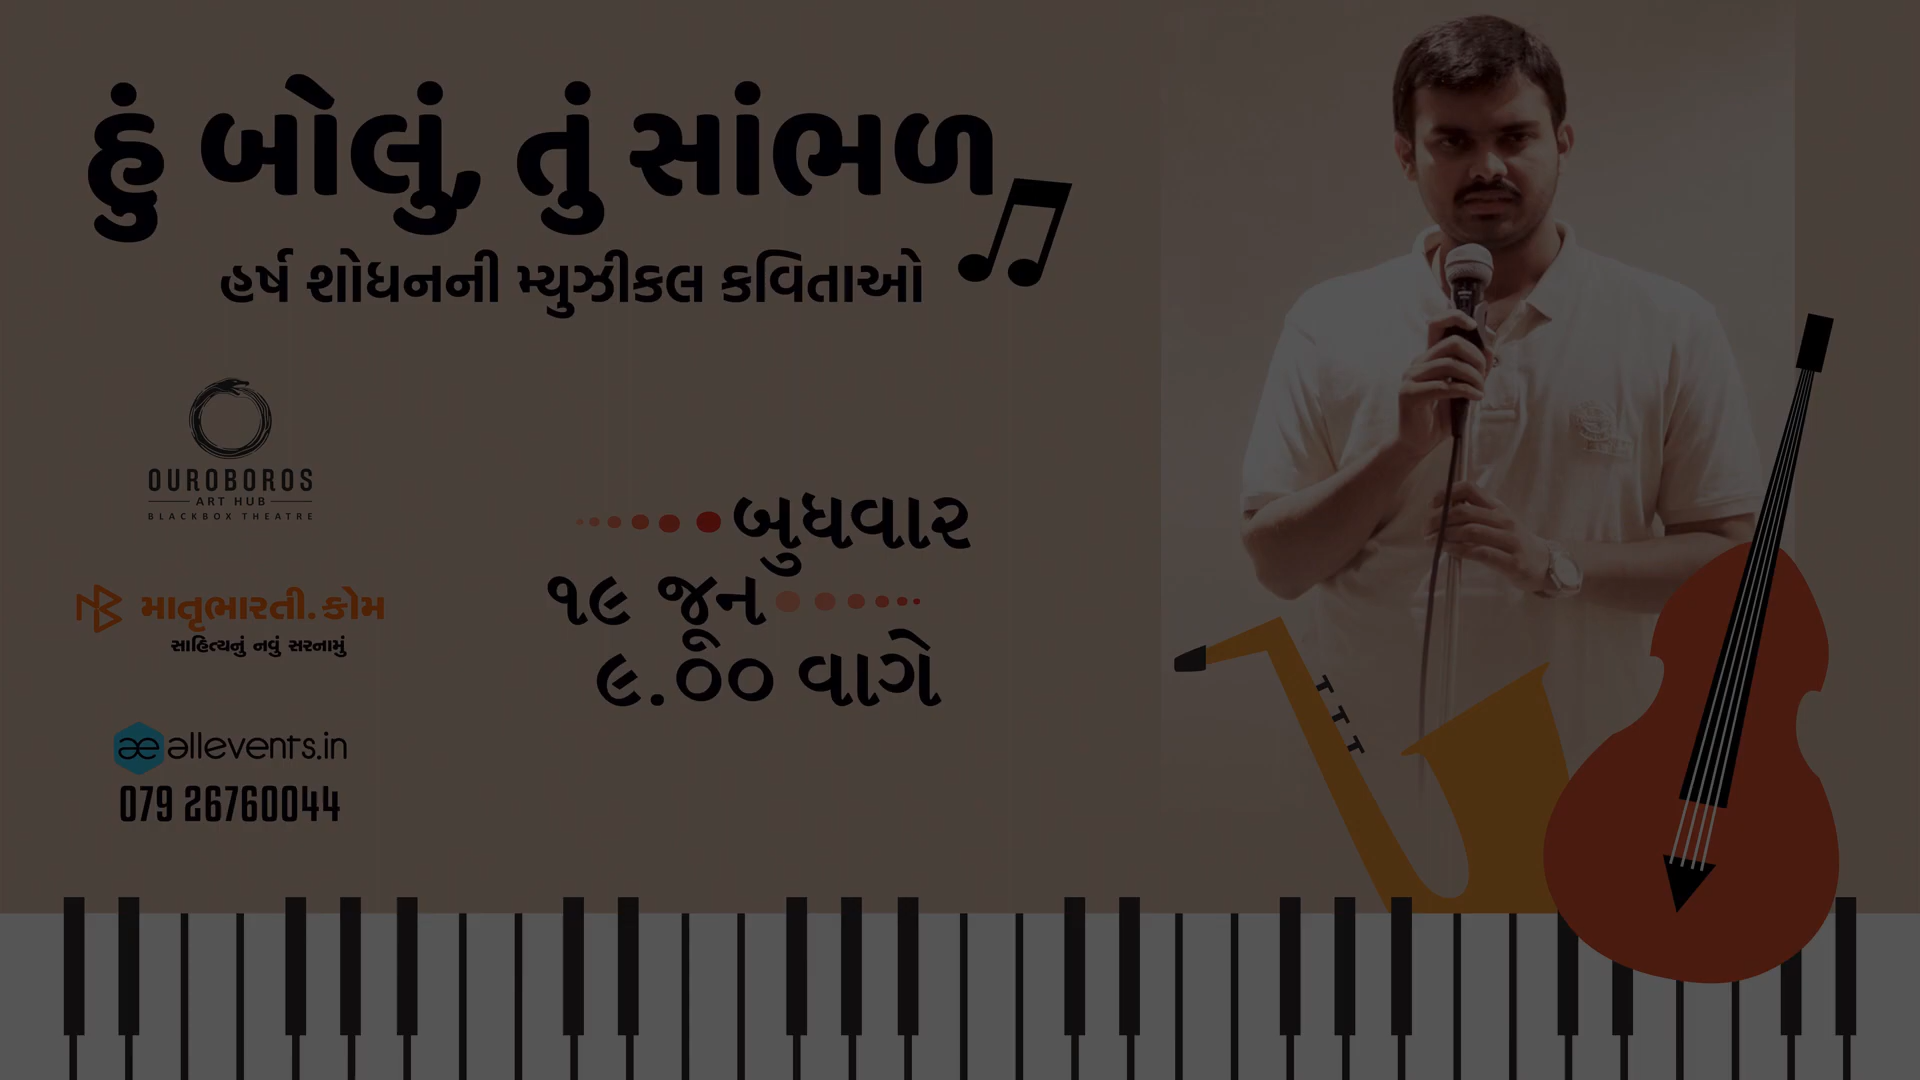 હું બોલું, તું સાંભળ
હર્ષ શોધનની મ્યુઝીકલ કવિતાઓ
OUROBOROS
ART HUB
BLACKBOX THEATRE
માતૃભારતી.કોમ
સાહિત્યનું નવું સરનામું
æ allevents.in
079 26760044
બુધવાર
૧૯ જૂન
૯.૦૦ વાગે